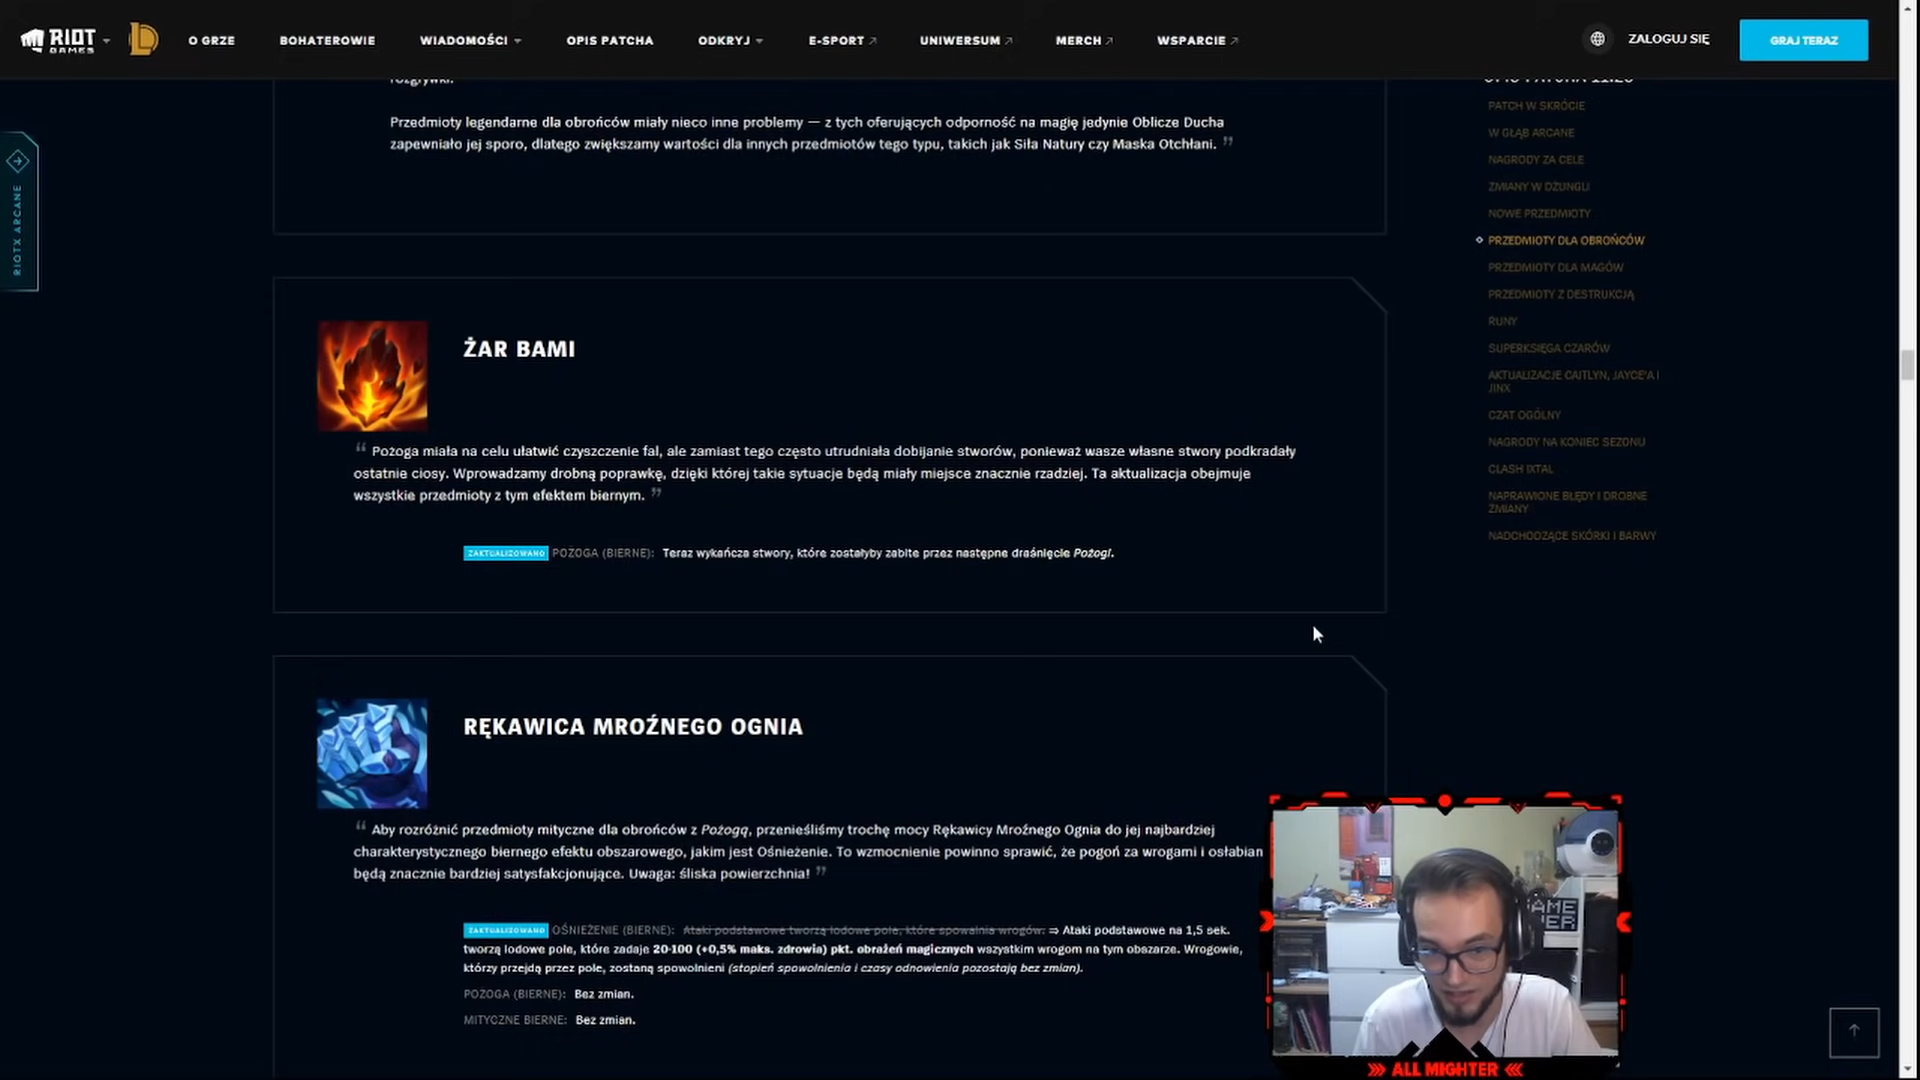 RIOT GAMES
O GRZE
BOHATEROWIE
WIADOMOŚCI
OPIS PATCHA
ODKRYJ
E-SPORT
UNIWERSUM
MERCH
WSPARCIE
ZALOGUJ SIĘ
GRAJ TERAZ
RIOTX ARCANE
rozgrywki.
Przedmioty legendarne dla obrońców miały nieco inne problemy — z tych oferujących odporność na magię jedynie Oblicze Ducha
zapewniało jej sporo, dlatego zwiększamy wartości dla innych przedmiotów tego typu, takich jak Siła Natury czy Maska Otchłani. ”
ŻAR BAMI
“ Pożoga miała na celu ułatwić czyszczenie fal, ale zamiast tego często utrudniała dobijanie stworów, ponieważ wasze własne stwory podkradały
ostatnie ciosy. Wprowadzamy drobną poprawkę, dzięki której takie sytuacje będą miały miejsce znacznie rzadziej. Ta aktualizacja obejmuje
wszystkie przedmioty z tym efektem biernym. ”
ZAKTUALIZOWANO POŻOGA (BIERNE): Teraz wykańcza stwory, które zostałyby zabite przez następne draśnięcie Pożogi.
RĘKAWICA MROŹNEGO OGNIA
“ Aby rozróżnić przedmioty mityczne dla obrońców z Pożogą, przenieśliśmy trochę mocy Rękawicy Mroźnego Ognia do jej najbardziej
charakterystycznego biernego efektu obszarowego, jakim jest Ośnieżenie. To wzmocnienie powinno sprawić, że pogoń za wrogami i osłabian
będą znacznie bardziej satysfakcjonujące. Uwaga: śliska powierzchnia! ”
ZAKTUALIZOWANO OŚNIEŻENIE (BIERNE): Ataki podstawowe tworzą lodowe pole, które spowalnia wrogów. ⇒ Ataki podstawowe na 1,5 sek.
tworzą lodowe pole, które zadaje 20-100 (+0,5% maks. zdrowia) pkt. obrażeń magicznych wszystkim wrogom na tym obszarze. Wrogowie,
którzy przejdą przez pole, zostaną spowolnieni (stopień spowolnienia i czasy odnowienia pozostają bez zmian).
POŻOGA (BIERNE): Bez zmian.
MITYCZNE BIERNE: Bez zmian.
PATCH W SKRÓCIE
W GŁĄB ARCANE
NAGRODY ZA CELE
ZMIANY W DŻUNGLI
NOWE PRZEDMIOTY
PRZEDMIOTY DLA OBROŃCÓW
PRZEDMIOTY DLA MAGÓW
PRZEDMIOTY Z DESTRUKCJĄ
RUNY
SUPERKSIĘGA CZARÓW
AKTUALIZACJE CAITLYN, JAYCE'A I
JINX
CZAT OGÓLNY
NAGRODY NA KONIEC SEZONU
CLASH IXTAL
NAPRAWIONE BŁĘDY I DROBNE
ZMIANY
NADCHODZĄCE SKÓRKI I BARWY
ALL MIGHTER